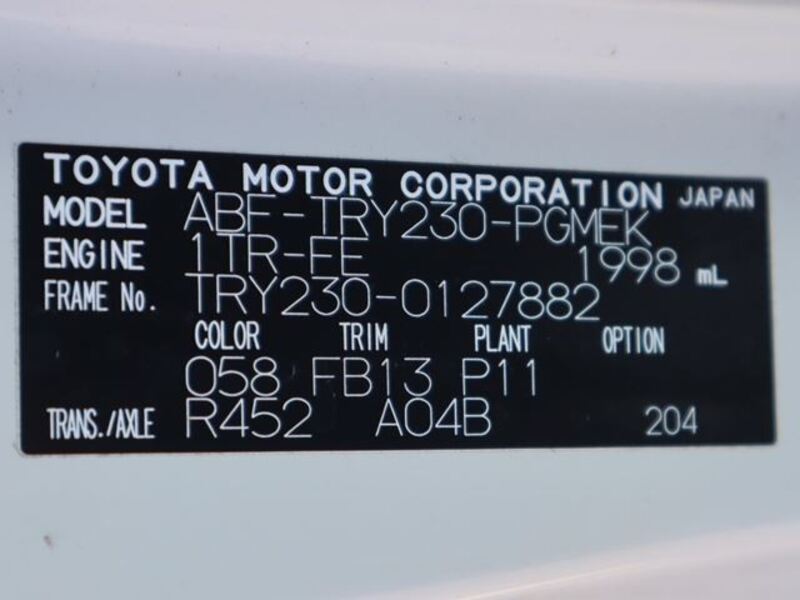 TOYOTA MOTOR CORPORATION JAPAN
MODEL ABF-TRY230-PGMEK
ENGINE 1TR-FE 1998 mL
FRAME No. TRY230-0127882
COLOR TRIM PLANT OPTION
058 FB13 P11
TRANS./AXLE R452 A04B 204